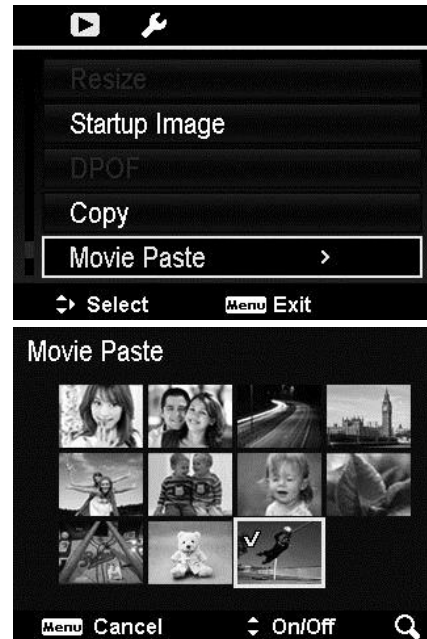 Resize
Startup Image
DPOF
Copy
Movie Paste
Select Menu Exit
Movie Paste
Menu Cancel On/Off